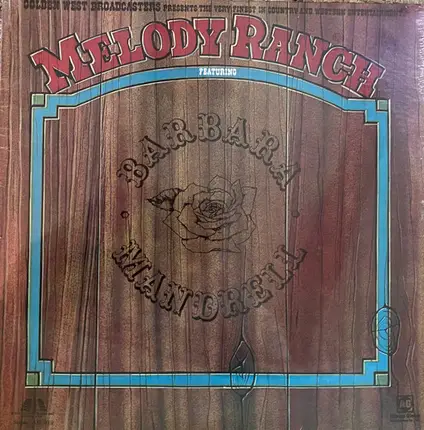 GOLDEN WEST BROADCASTERS PRESENTS THE VERY FINEST IN COUNTRY AND WESTERN ENTERTAINMENT
MELODY RANCH
FEATURING
BARBARA
MANDRELL